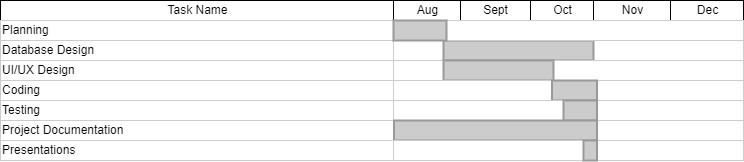 Task Name Aug Sept Oct Nov Dec
Planning
Database Design
UI/UX Design
Coding
Testing
Project Documentation
Presentations